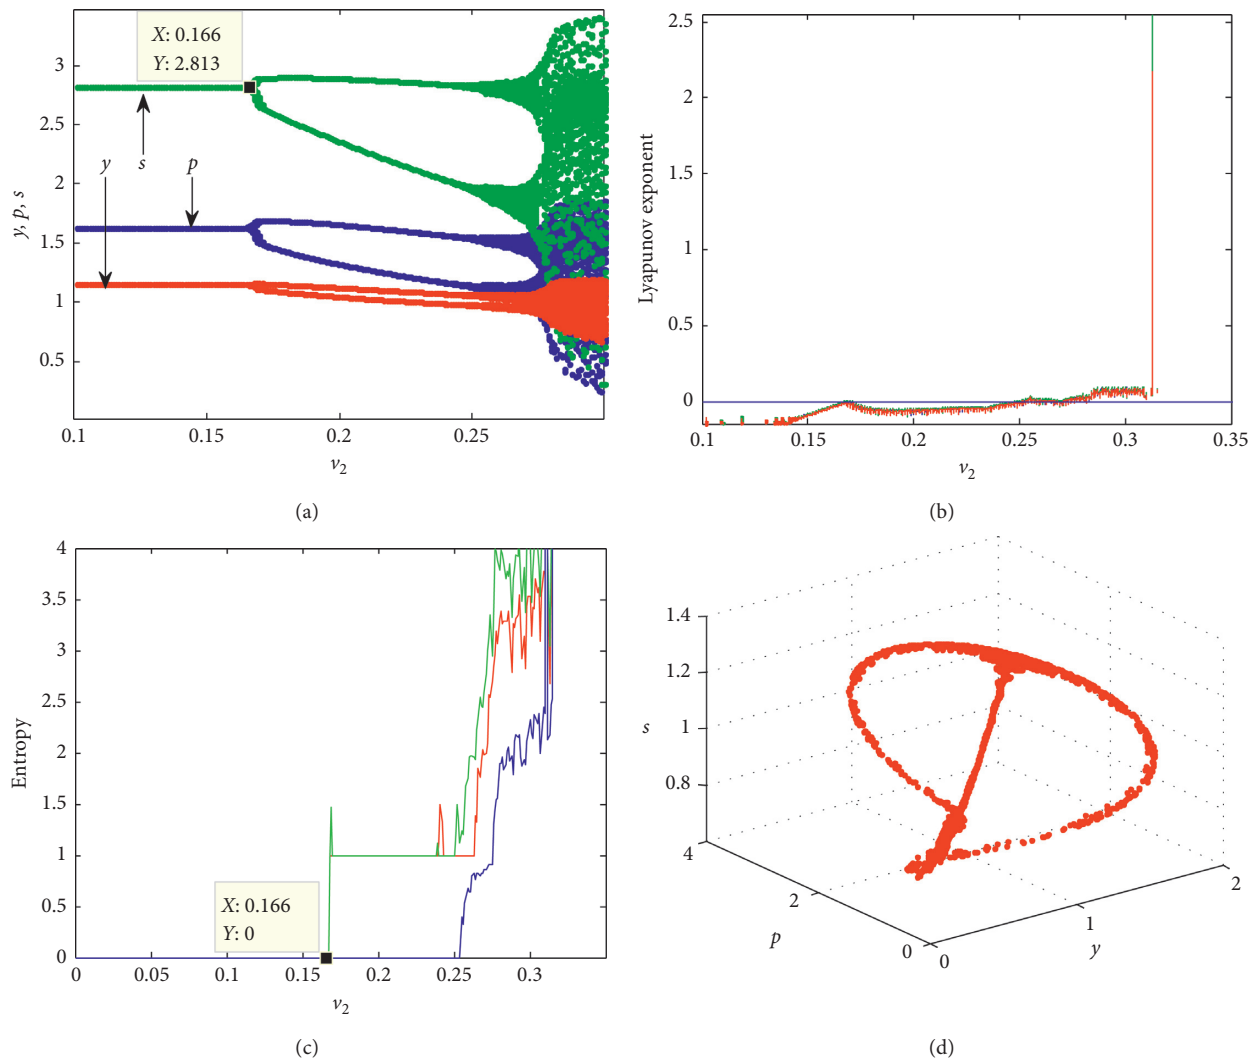 X: 0.166
Y: 2.813
y
s
p
y, p, s
3
2.5
2
1.5
1
0.5
0.1
0.15
0.2
0.25
v2
(a)
2.5
2
1.5
1
0.5
0
Lyapunov exponent
0.1
0.15
0.2
0.25
0.3
0.35
v2
(b)
4
3.5
3
2.5
2
1.5
1
0.5
0
Entropy
X: 0.166
Y: 0
0
0.05
0.1
0.15
0.2
0.25
0.3
v2
(c)
1.4
1.2
1
0.8
s
4
2
0
p
0
1
2
y
(d)